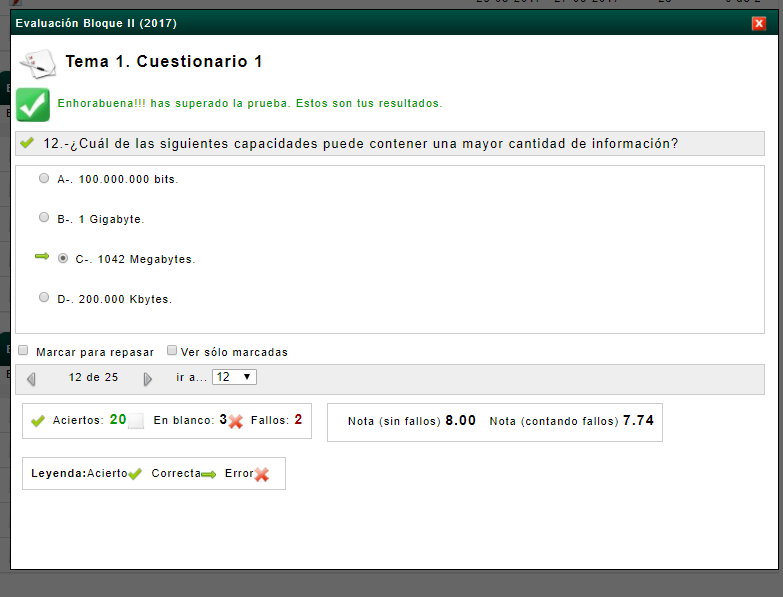 Evaluación Bloque II (2017)
Tema 1. Cuestionario 1
Enhorabuena!!! has superado la prueba. Estos son tus resultados.
12.-¿Cuál de las siguientes capacidades puede contener una mayor cantidad de información?
A-. 100.000.000 bits.
B-. 1 Gigabyte.
C-. 1042 Megabytes.
D-. 200.000 Kbytes.
Marcar para repasar Ver sólo marcadas
12 de 25 ir a... 12
Aciertos: 20 En blanco: 3 Fallos: 2 Nota (sin fallos) 8.00 Nota (contando fallos) 7.74
Leyenda:Acierto Correcta Error